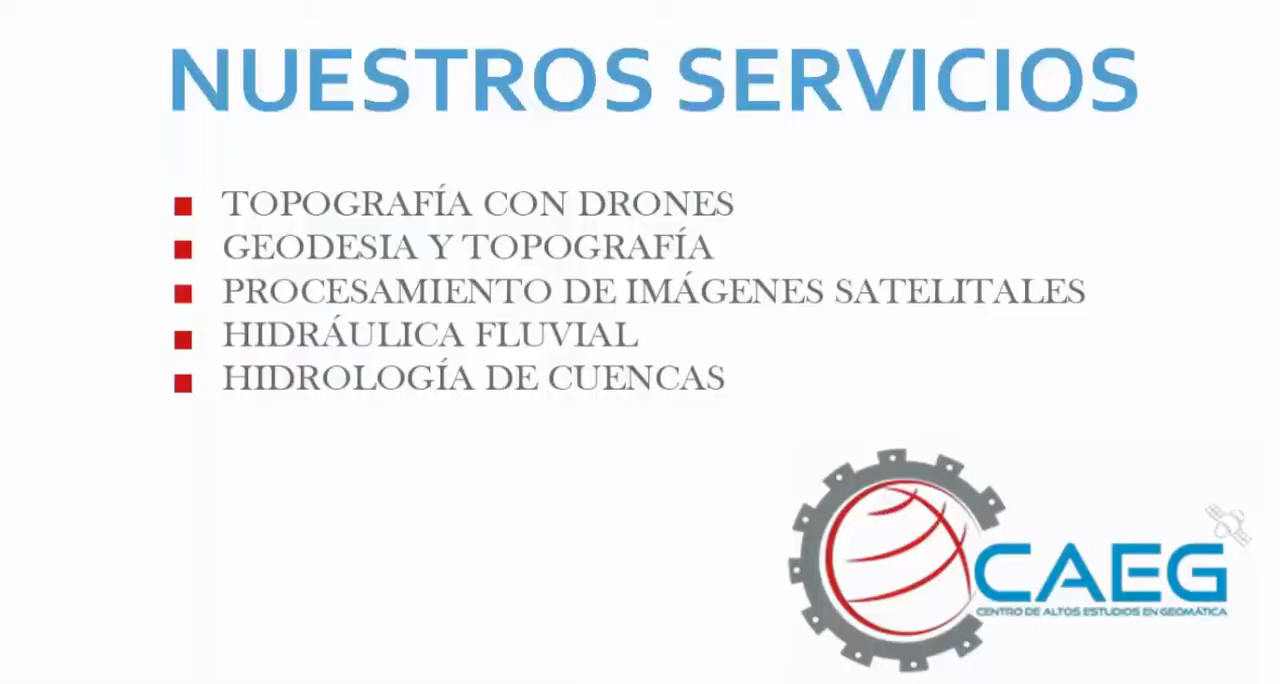 NUESTROS SERVICIOS
TOPOGRAFÍA CON DRONES
GEODESIA Y TOPOGRAFÍA
PROCESAMIENTO DE IMÁGENES SATELITALES
HIDRÁULICA FLUVIAL
HIDROLOGÍA DE CUENCAS
CAEG
CENTRO DE ALTOS ESTUDIOS EN GEOMÁTICA